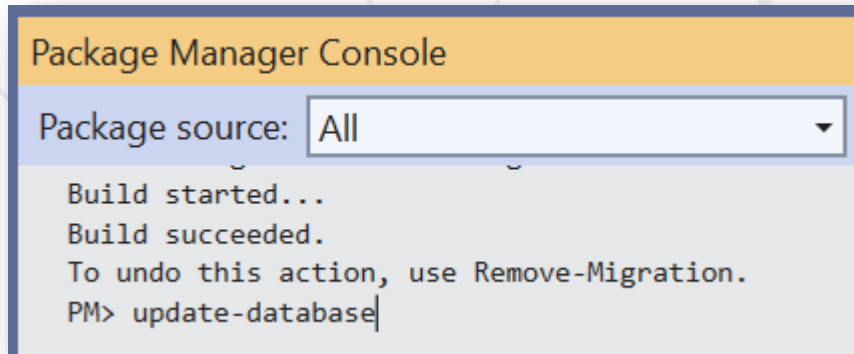 Package Manager Console
Package source: All
Build started...
Build succeeded.
To undo this action, use Remove-Migration.
PM> update-database